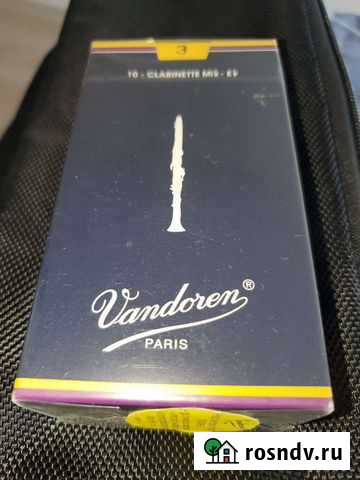 3
10 - CLARINETTE MIb - Eb
Vandoren®
PARIS
rosndv.ru